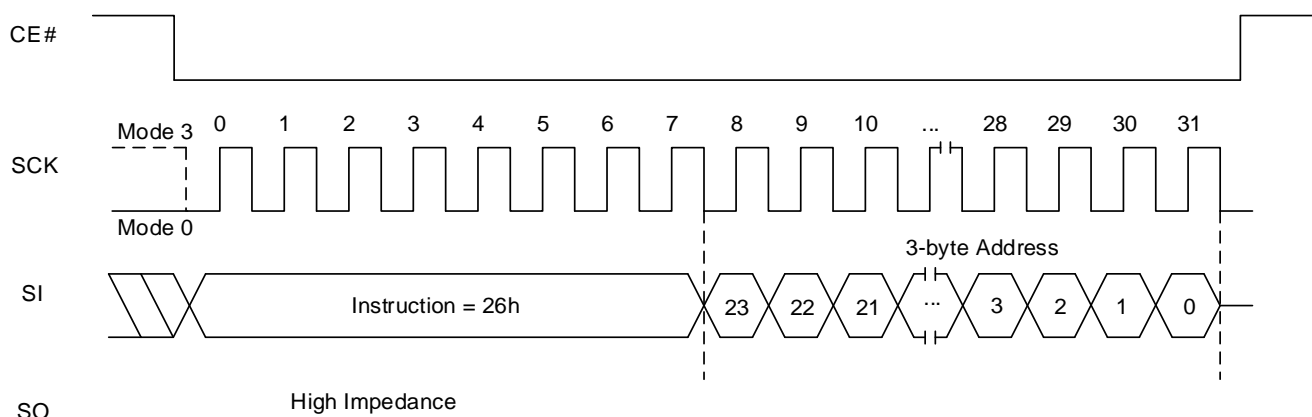 CE#
Mode 3
0 1 2 3 4 5 6 7 8 9 10 ... 28 29 30 31
SCK
Mode 0
3-byte Address
SI
Instruction = 26h
23 22 21 ... 3 2 1 0
High Impedance
SO